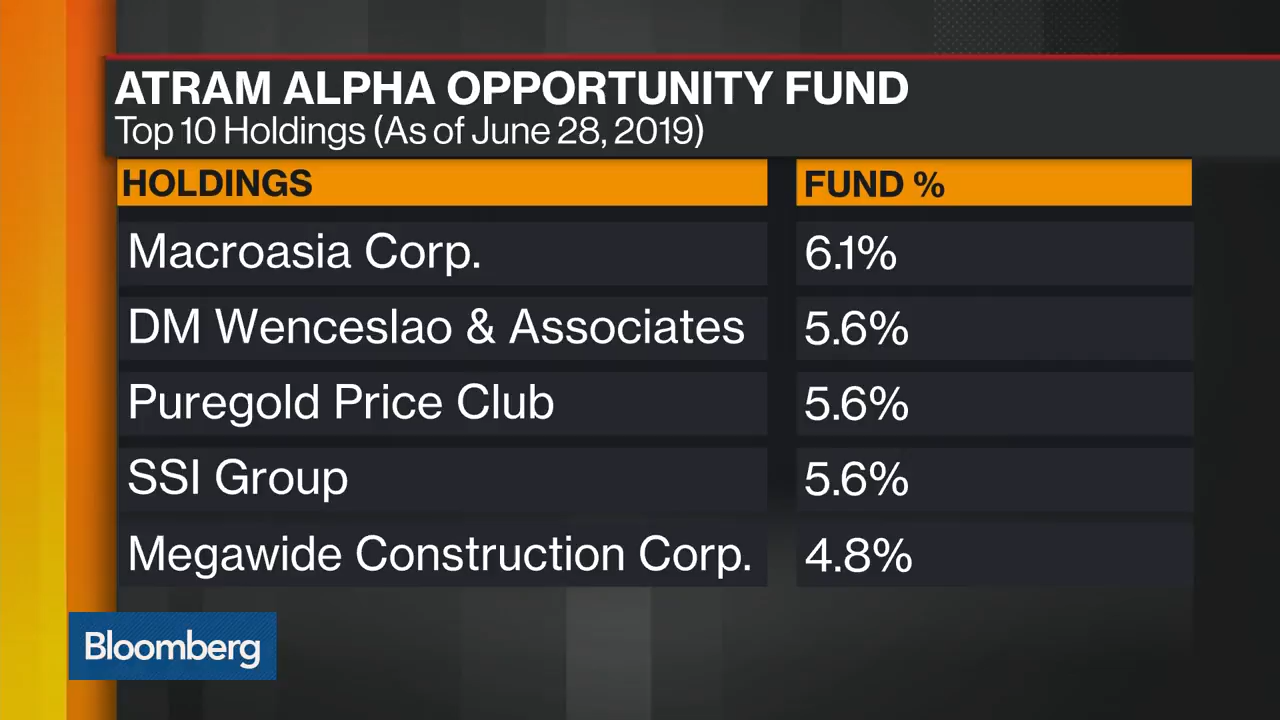 ATRAM ALPHA OPPORTUNITY FUND
Top 10 Holdings (As of June 28, 2019)
HOLDINGS FUND %
Macroasia Corp. 6.1%
DM Wenceslao & Associates 5.6%
Puregold Price Club 5.6%
SSI Group 5.6%
Megawide Construction Corp. 4.8%
Bloomberg